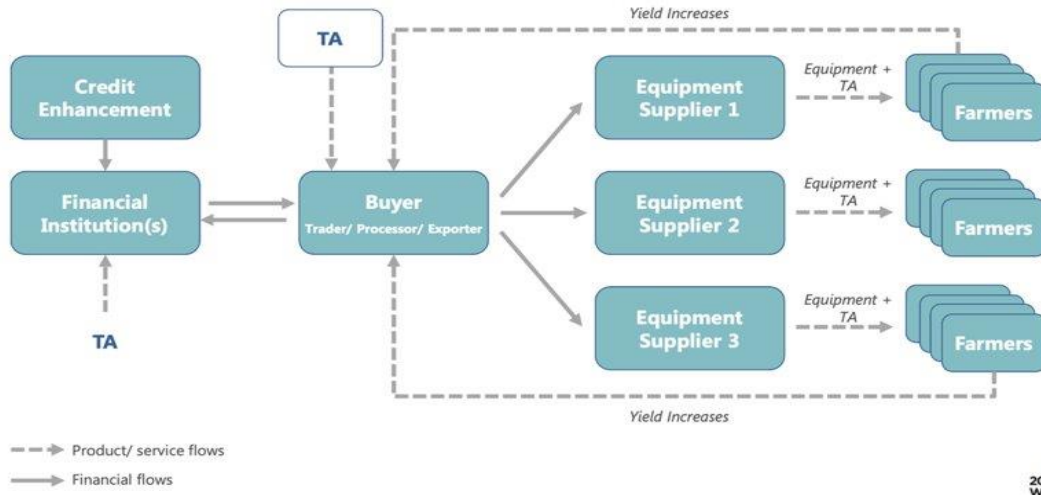 Yield Increases
TA
Credit
Enhancement
Equipment
Supplier 1
Equipment +
TA
Farmers
Financial
Institution(s)
Buyer
Trader/ Processor/ Exporter
Equipment
Supplier 2
Equipment +
TA
Farmers
TA
Equipment
Supplier 3
Equipment +
TA
Farmers
Yield Increases
Product/ service flows
Financial flows